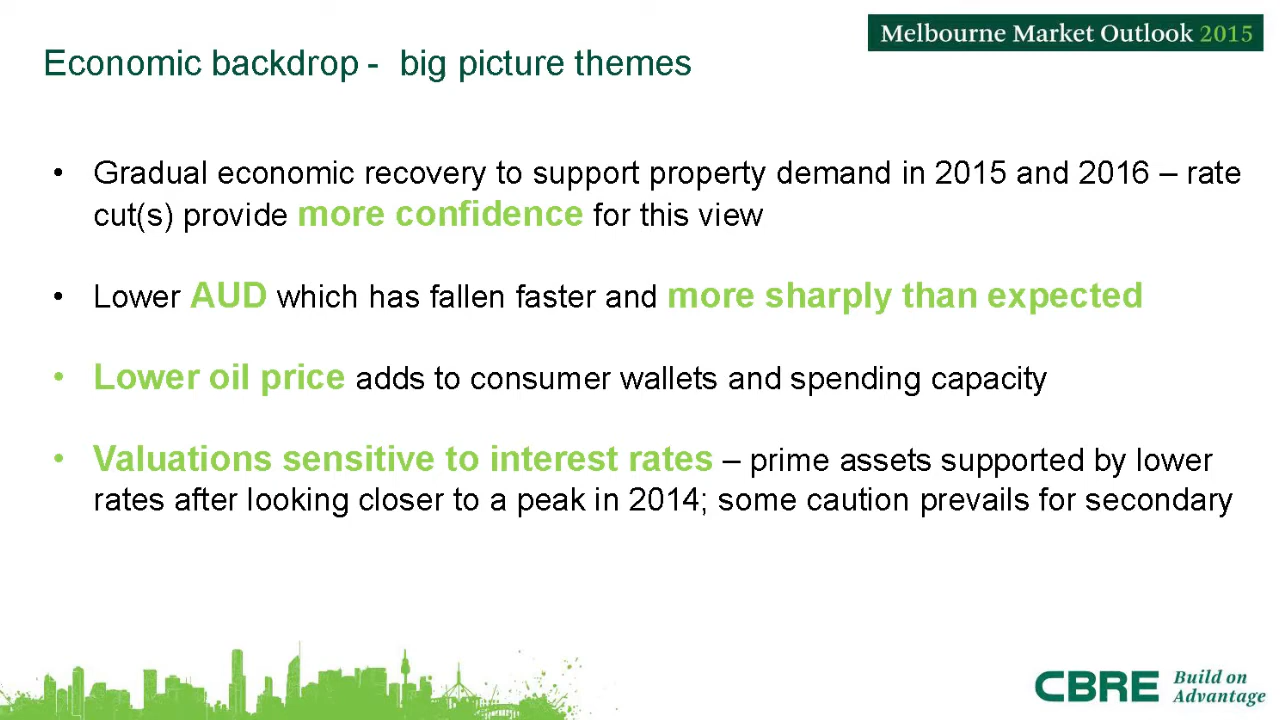 Melbourne Market Outlook 2015
Economic backdrop - big picture themes
• Gradual economic recovery to support property demand in 2015 and 2016 – rate
cut(s) provide more confidence for this view
• Lower AUD which has fallen faster and more sharply than expected
• Lower oil price adds to consumer wallets and spending capacity
• Valuations sensitive to interest rates – prime assets supported by lower
rates after looking closer to a peak in 2014; some caution prevails for secondary
CBRE Build on
Advantage